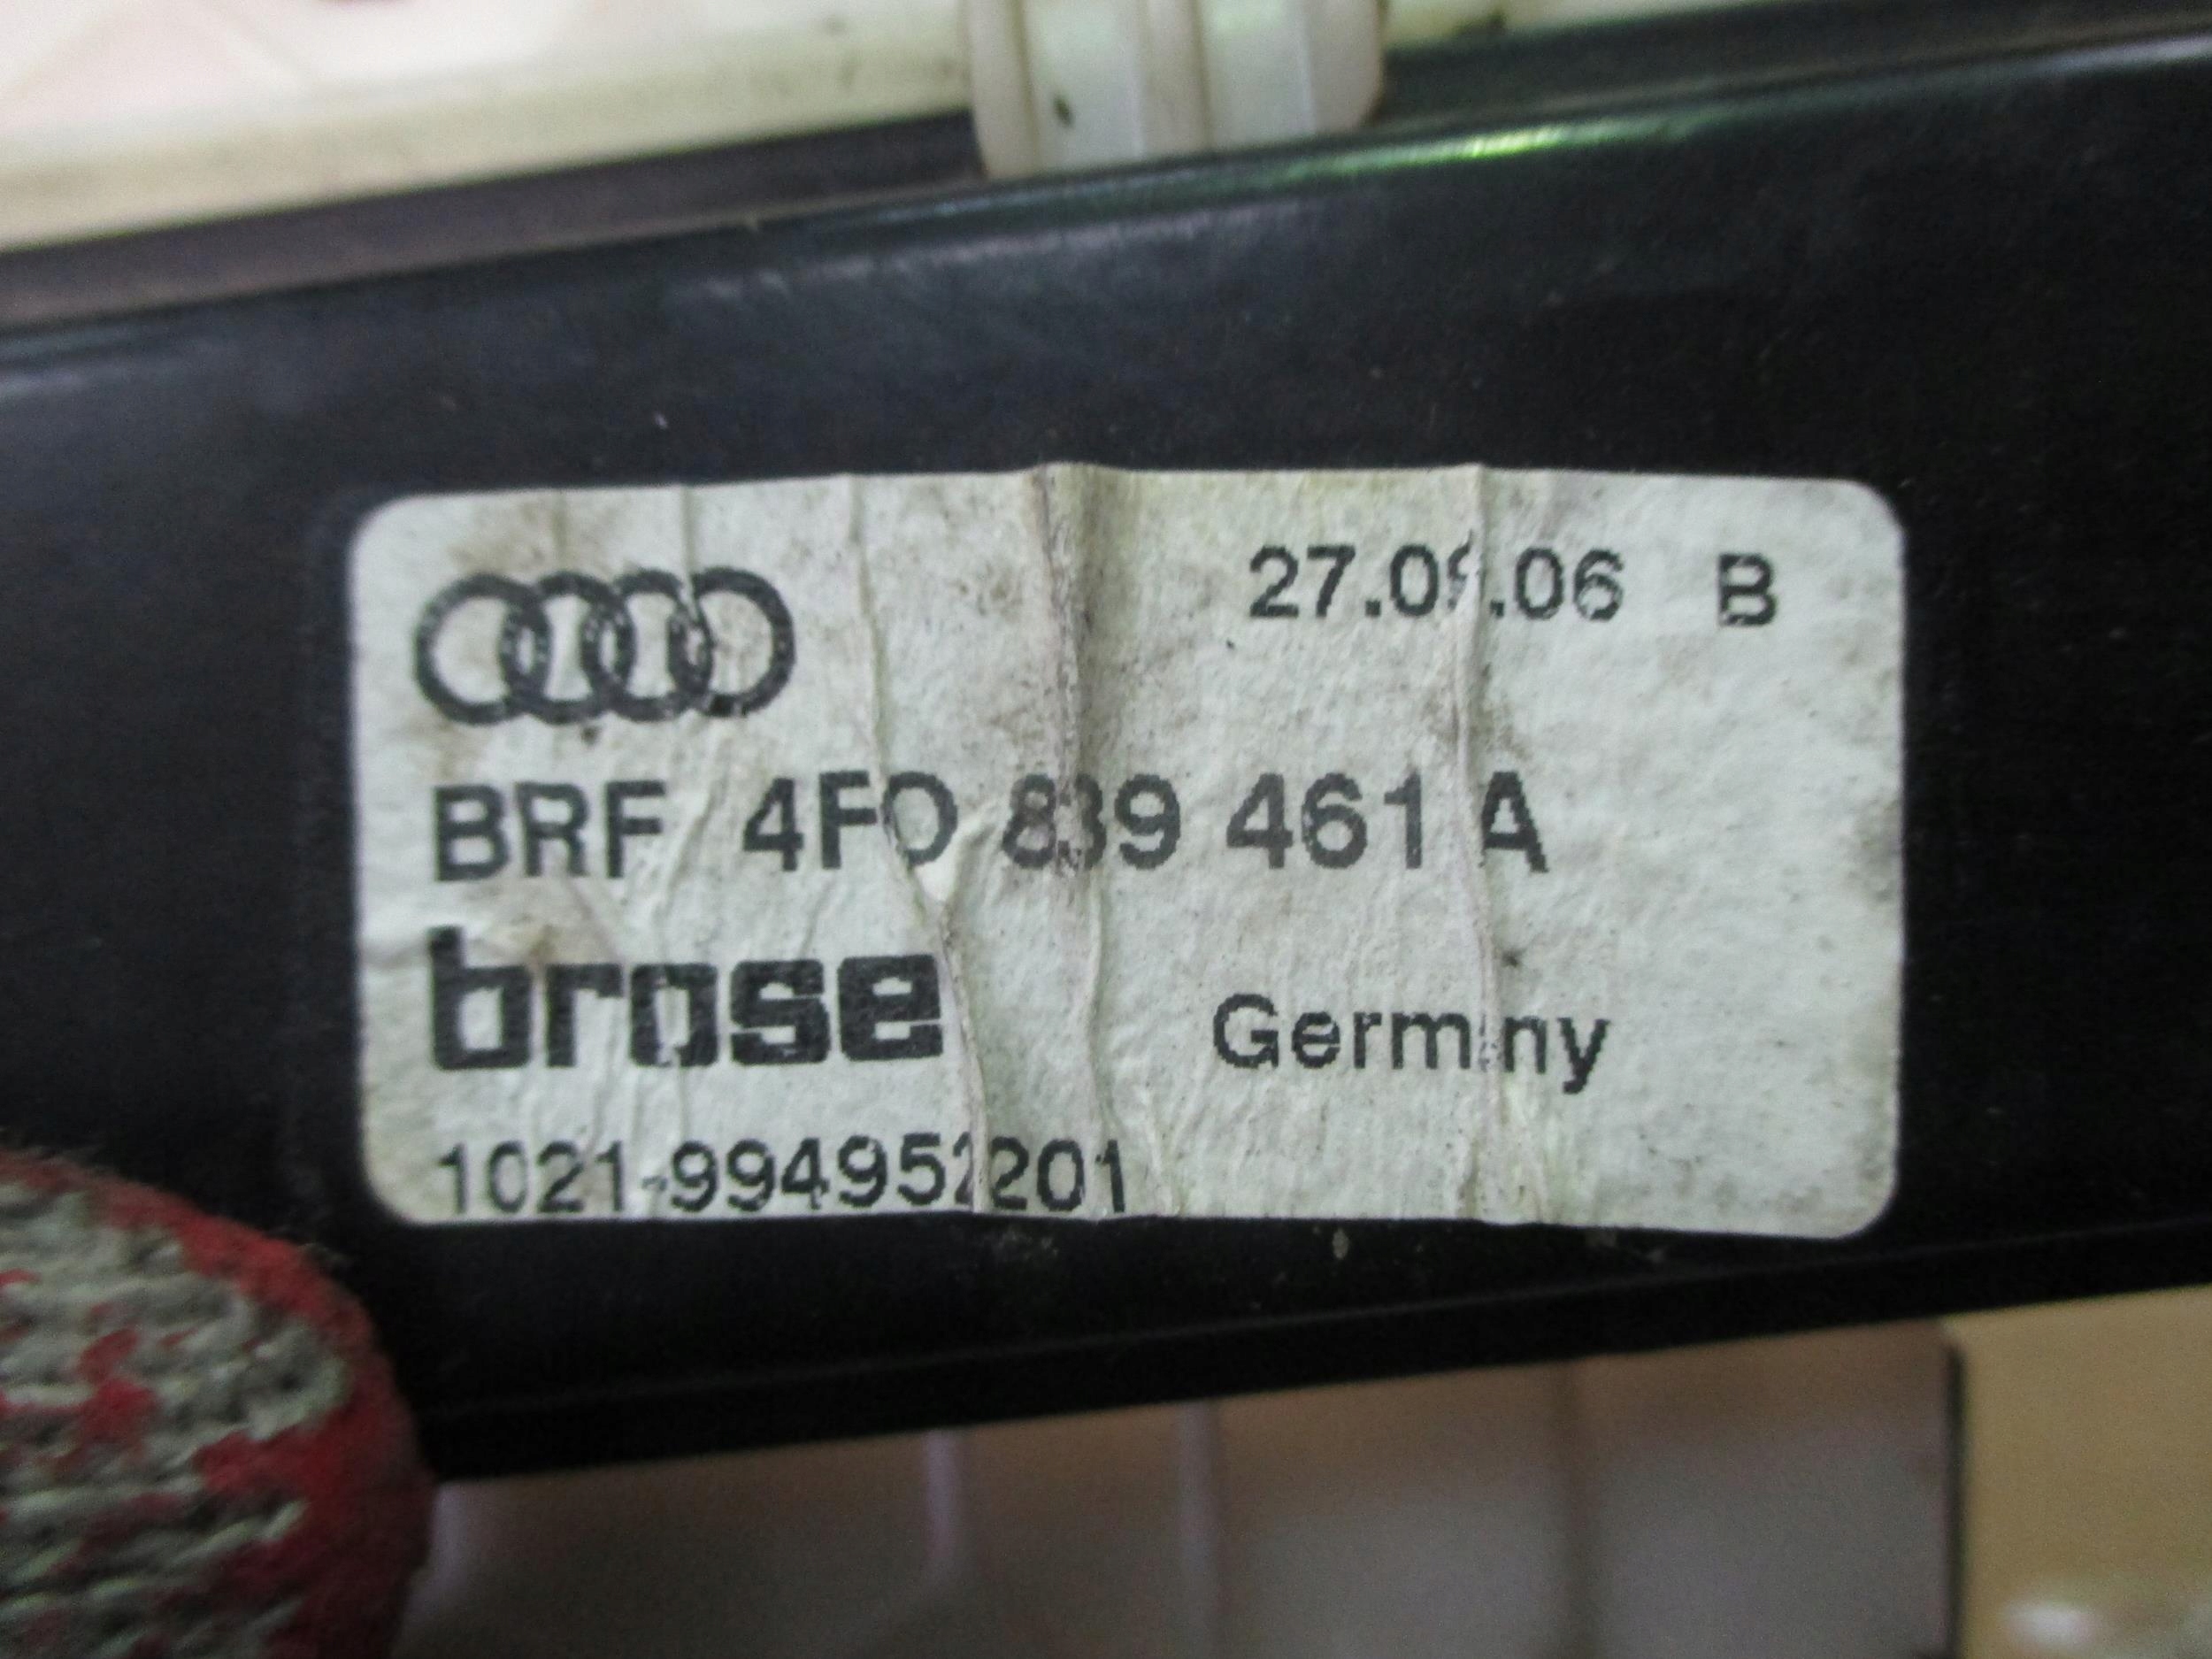 27.09.06 B
BRF 4F0 839 461 A
brose Germany
1021-994952201